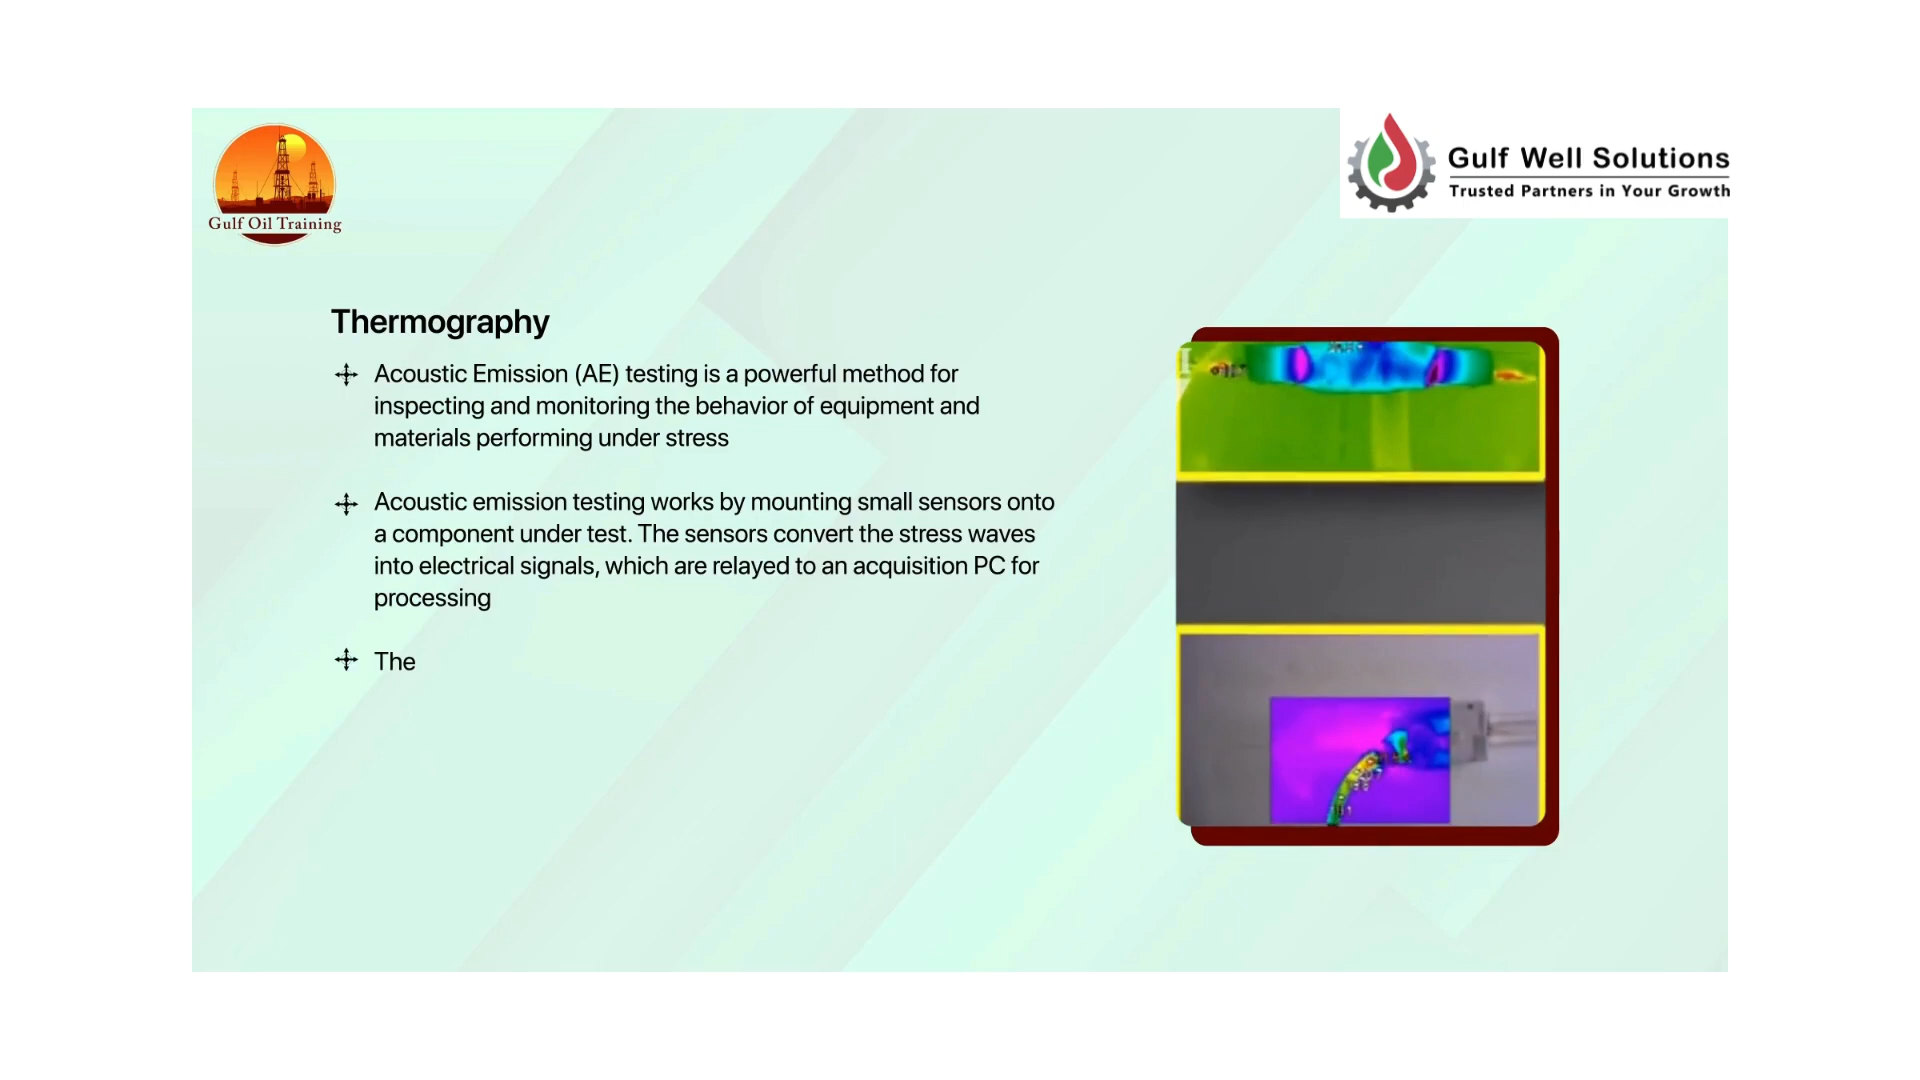 Gulf Oil Training
Gulf Well Solutions
Trusted Partners in Your Growth
Thermography
Acoustic Emission (AE) testing is a powerful method for
inspecting and monitoring the behavior of equipment and
materials performing under stress
Acoustic emission testing works by mounting small sensors onto
a component under test. The sensors convert the stress waves
into electrical signals, which are relayed to an acquisition PC for
processing
The